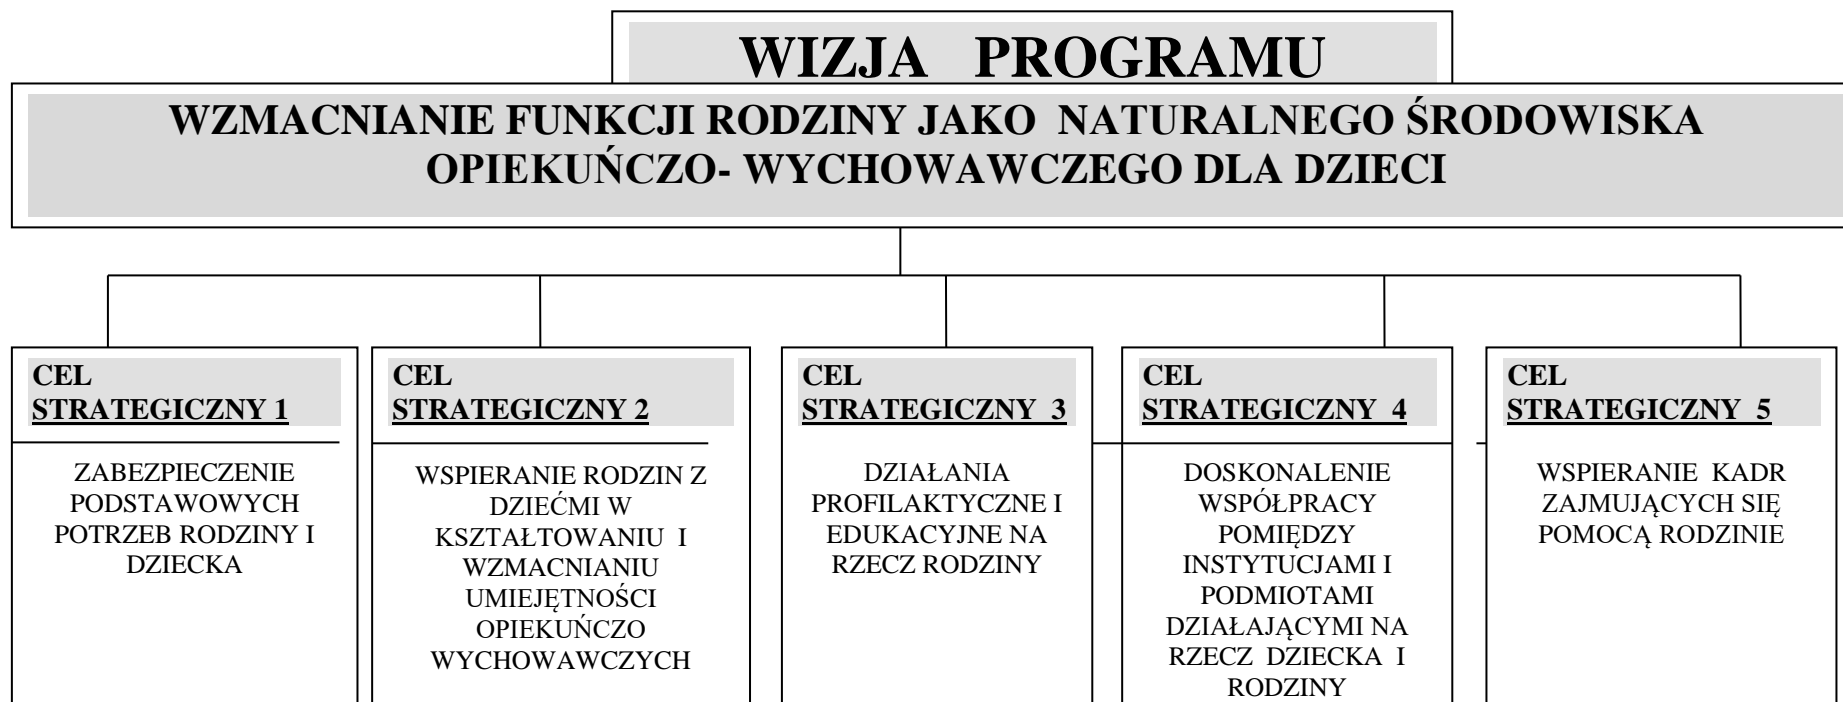 WIZJA PROGRAMU
WZMACNIANIE FUNKCJI RODZINY JAKO NATURALNEGO ŚRODOWISKA
OPIEKUŃCZO- WYCHOWAWCZEGO DLA DZIECI
CEL
STRATEGICZNY 1
ZABEZPIECZENIE
PODSTAWOWYCH
POTRZEB RODZINY I
DZIECKA
CEL
STRATEGICZNY 2
WSPIERANIE RODZIN Z
DZIEĆMI W
KSZTAŁTOWANIU I
WZMACNIANIU
UMIEJĘTNOŚCI
OPIEKUŃCZO
WYCHOWAWCZYCH
CEL
STRATEGICZNY 3
DZIAŁANIA
PROFILAKTYCZNE I
EDUKACYJNE NA
RZECZ RODZINY
CEL
STRATEGICZNY 4
DOSKONALENIE
WSPÓŁPRACY
POMIĘDZY
INSTYTUCJAMI I
PODMIOTAMI
DZIAŁAJĄCYMI NA
RZECZ DZIECKA I
RODZINY
CEL
STRATEGICZNY 5
WSPIERANIE KADR
ZAJMUJĄCYCH SIĘ
POMOCĄ RODZINIE